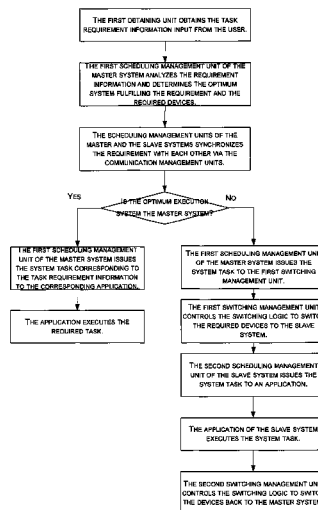 THE FIRST OBTAINING UNIT OBTAINS THE TASK
REQUIREMENT INFORMATION INPUT FROM THE USER.
THE FIRST SCHEDULING MANAGEMENT UNIT OF THE
MASTER SYSTEM ANALYZES THE REQUIREMENT
INFORMATION AND DETERMINES THE OPTIMUM
SYSTEM FULFILLING THE REQUIREMENT AND THE
REQUIRED DEVICES.
THE SCHEDULING MANAGEMENT UNITS OF THE
MASTER AND THE SLAVE SYSTEMS SYNCHRONIZES
THE REQUIREMENT WITH EACH OTHER VIA THE
COMMUNICATION MANAGEMENT UNITS.
IS THE OPTIMUM EXECUTION
SYSTEM THE MASTER SYSTEM?
YES
NO
THE FIRST SCHEDULING MANAGEMENT
UNIT OF THE MASTER SYSTEM ISSUES
THE SYSTEM TASK CORRESPONDING TO
THE TASK REQUIREMENT INFORMATION
TO THE CORRESPONDING APPLICATION.
THE APPLICATION EXECUTES THE
REQUIRED TASK.
THE FIRST SCHEDULING MANAGEMENT UNI
OF THE MASTER SYSTEM ISSUES THE
SYSTEM TASK TO THE FIRST SWITCHING
MANAGEMENT UNIT.
THE FIRST SWITCHING MANAGEMENT UNIT
CONTROLS THE SWITCHING LOGIC TO SWITC
THE REQUIRED DEVICES TO THE SLAVE
SYSTEM.
THE SECOND SCHEDULING MANAGEMENT
UNIT OF THE SLAVE SYSTEM ISSUES THE
SYSTEM TASK TO AN APPLICATION.
THE APPLICATION OF THE SLAVE SYSTEM
EXECUTES THE SYSTEM TASK.
THE SECOND SWITCHING MANAGEMENT UNI
CONTROLS THE SWITCHING LOGIC TO SWITC
THE DEVICES BACK TO THE MASTER SYSTEM